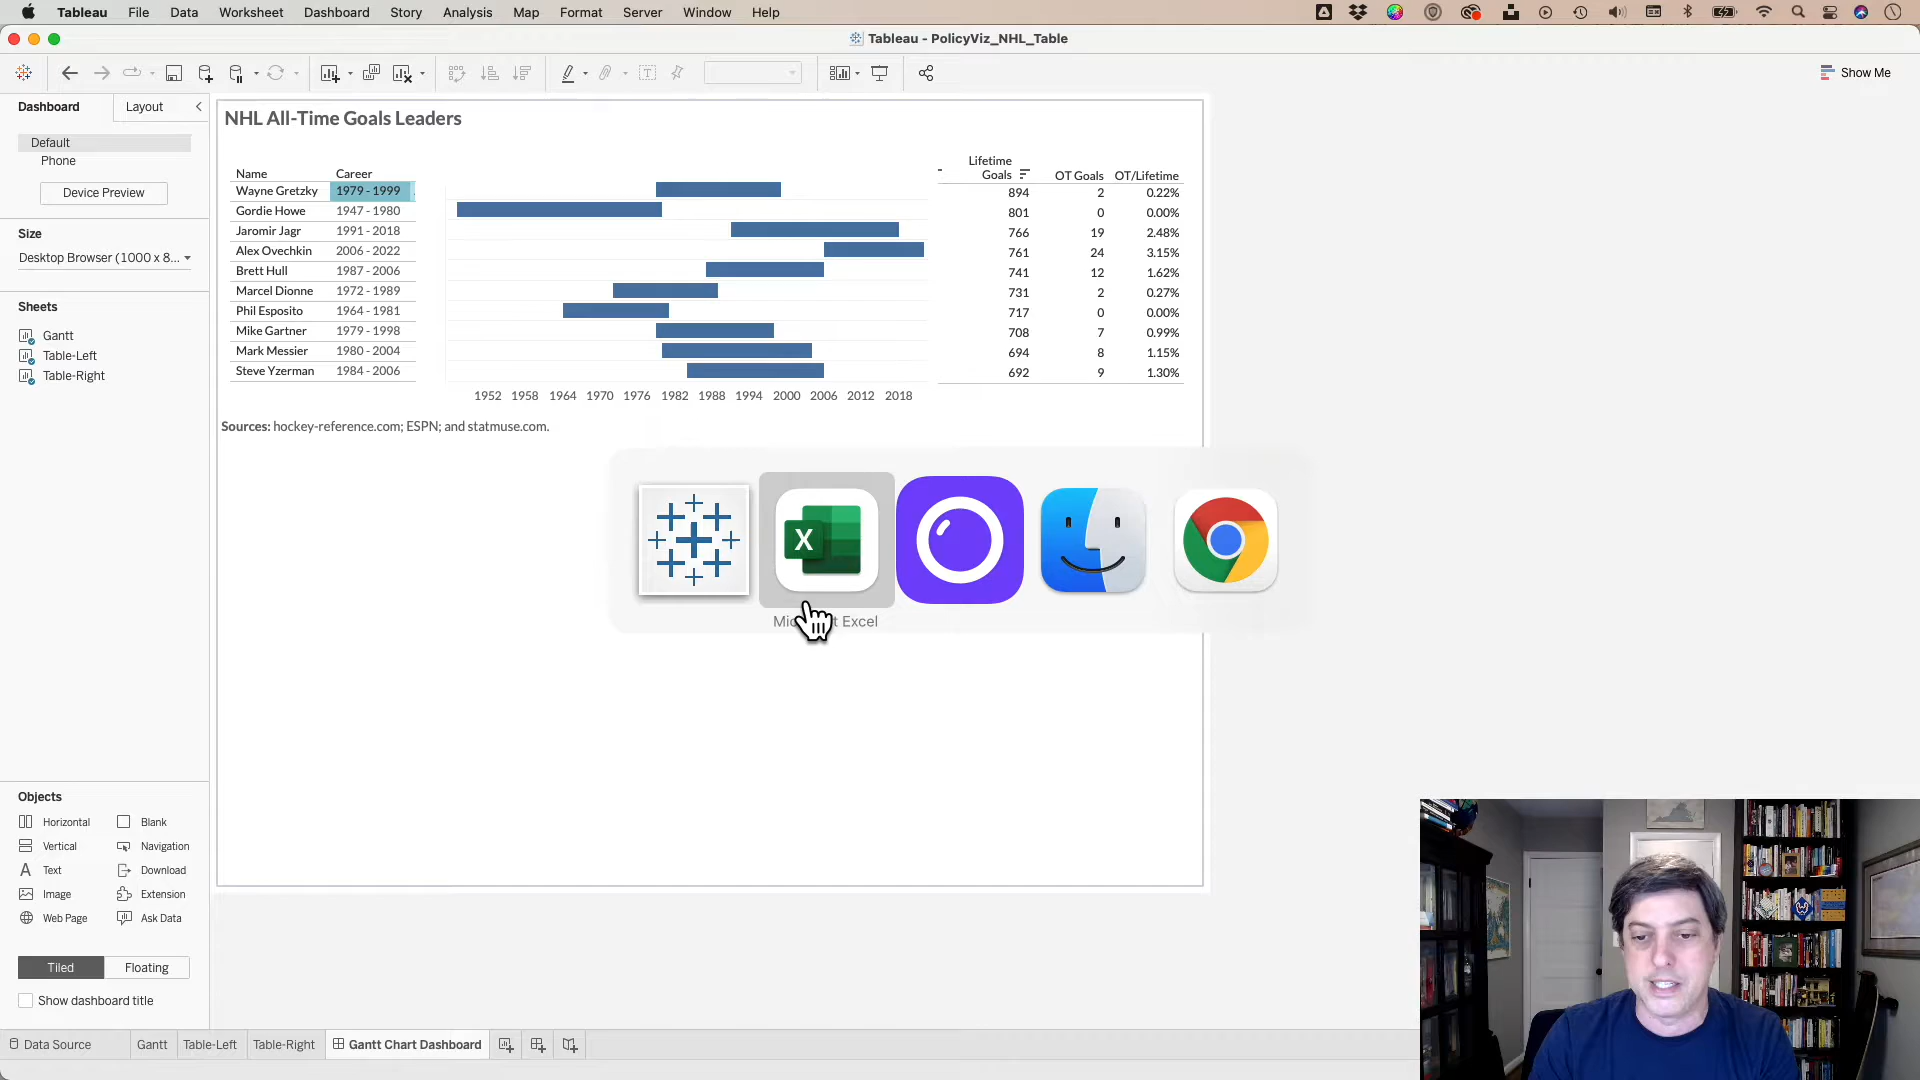 Tableau File Data Worksheet Dashboard Story Analysis Map Format Server Window Help
Tableau - PolicyViz_NHL_Table
Show Me
Dashboard Layout
Default
Phone
Device Preview
Size
Desktop Browser (1000 x 8...
Sheets
Gantt
Table-Left
Table-Right
NHL All-Time Goals Leaders
Name Career Lifetime Goals OT Goals OT/Lifetime
Wayne Gretzky 1979 - 1999 894 2 0.22%
Gordie Howe 1947 - 1980 801 0 0.00%
Jaromir Jagr 1991 - 2018 766 19 2.48%
Alex Ovechkin 2006 - 2022 761 24 3.15%
Brett Hull 1987 - 2006 741 12 1.62%
Marcel Dionne 1972 - 1989 731 2 0.27%
Phil Esposito 1964 - 1981 717 0 0.00%
Mike Gartner 1979 - 1998 708 7 0.99%
Mark Messier 1980 - 2004 694 8 1.15%
Steve Yzerman 1984 - 2006 692 9 1.30%
1952 1958 1964 1970 1976 1982 1988 1994 2000 2006 2012 2018
Sources: hockey-reference.com; ESPN; and statmuse.com.
X
Excel
Objects
Horizontal Blank
Vertical Navigation
Text Download
Image Extension
Web Page Ask Data
Tiled Floating
Show dashboard title
Data Source Gantt Table-Left Table-Right Gantt Chart Dashboard